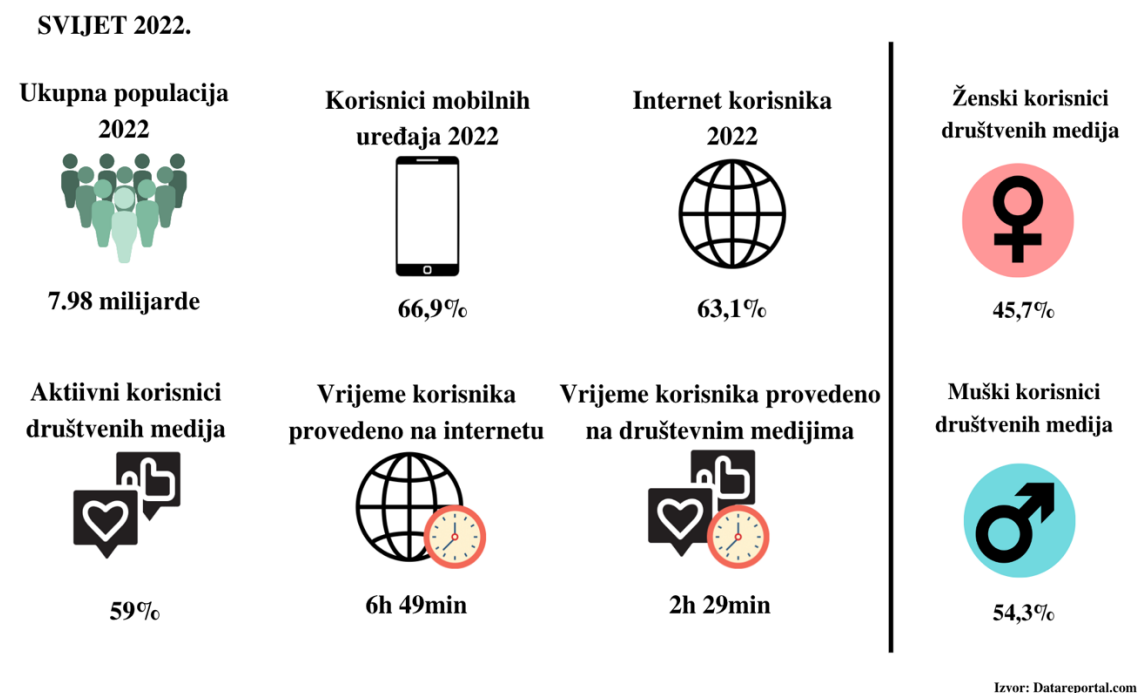 SVIJET 2022.
Ukupna populacija
2022
7.98 milijarde
Korisnici mobilnih
uređaja 2022
66,9%
Internet korisnika
2022
63,1%
Ženski korisnici
društvenih medija
45,7%
Aktiivni korisnici
društvenih medija
59%
Vrijeme korisnika
provedeno na internetu
6h 49min
Vrijeme korisnika provedeno
na društevnim medijima
2h 29min
Muški korisnici
društvenih medija
54,3%
Izvor: Datareportal.com